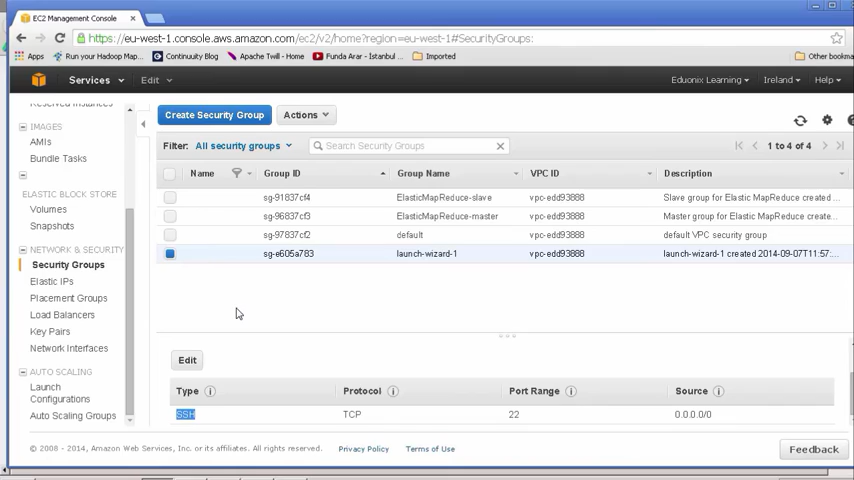 EC2 Management Console
https://eu-west-1.console.aws.amazon.com/ec2/v2/home?region=eu-west-1#SecurityGroups:
Apps Run your Hadoop Map. Continuuity Blog Apache Twill - Home Funda Arar - İstanbul ... Imported Other bookma
Services Edit Eduonix Learning Ireland Help
Reserved Instances
IMAGES
AMIs
Bundle Tasks
ELASTIC BLOCK STORE
Volumes
Snapshots
NETWORK & SECURITY
Security Groups
Elastic IPs
Placement Groups
Load Balancers
Key Pairs
Network Interfaces
AUTO SCALING
Launch
Configurations
Auto Scaling Groups
Create Security Group Actions
Filter: All security groups Search Security Groups 1 to 4 of 4
Name Group ID Group Name VPC ID Description
sg-91837cf4 ElasticMapReduce-slave vpc-edd93888 Slave group for Elastic MapReduce created ...
sg-96837cf3 ElasticMapReduce-master vpc-edd93888 Master group for Elastic MapReduce create...
sg-97837cf2 default vpc-edd93888 default VPC security group
sg-e605a783 launch-wizard-1 vpc-edd93888 launch-wizard-1 created 2014-09-07T11:57:...
Edit
Type Protocol Port Range Source
SSH TCP 22 0.0.0.0/0
© 2008 - 2014, Amazon Web Services, Inc. or its affiliates. All rights reserved. Privacy Policy Terms of Use
Feedback